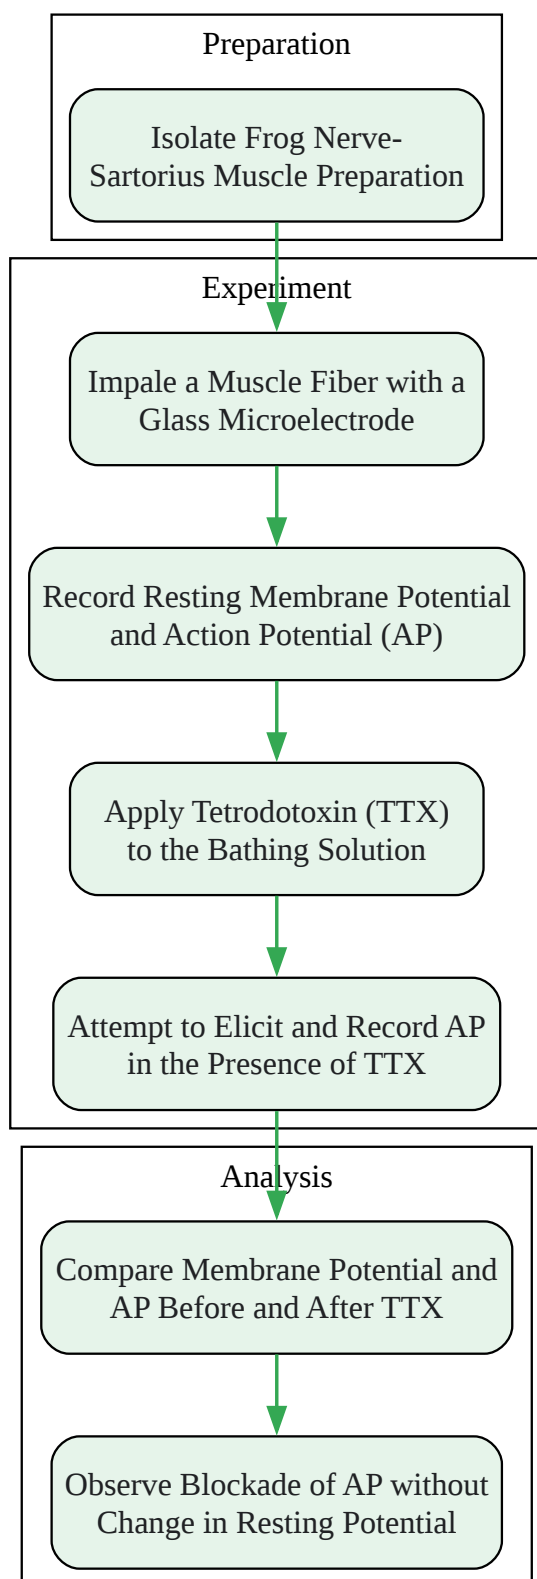 Preparation
Isolate Frog Nerve-
Sartorius Muscle Preparation
Experiment
Impale a Muscle Fiber with a
Glass Microelectrode
Record Resting Membrane Potential
and Action Potential (AP)
Apply Tetrodotoxin (TTX)
to the Bathing Solution
Attempt to Elicit and Record AP
in the Presence of TTX
Analysis
Compare Membrane Potential and
AP Before and After TTX
Observe Blockade of AP without
Change in Resting Potential